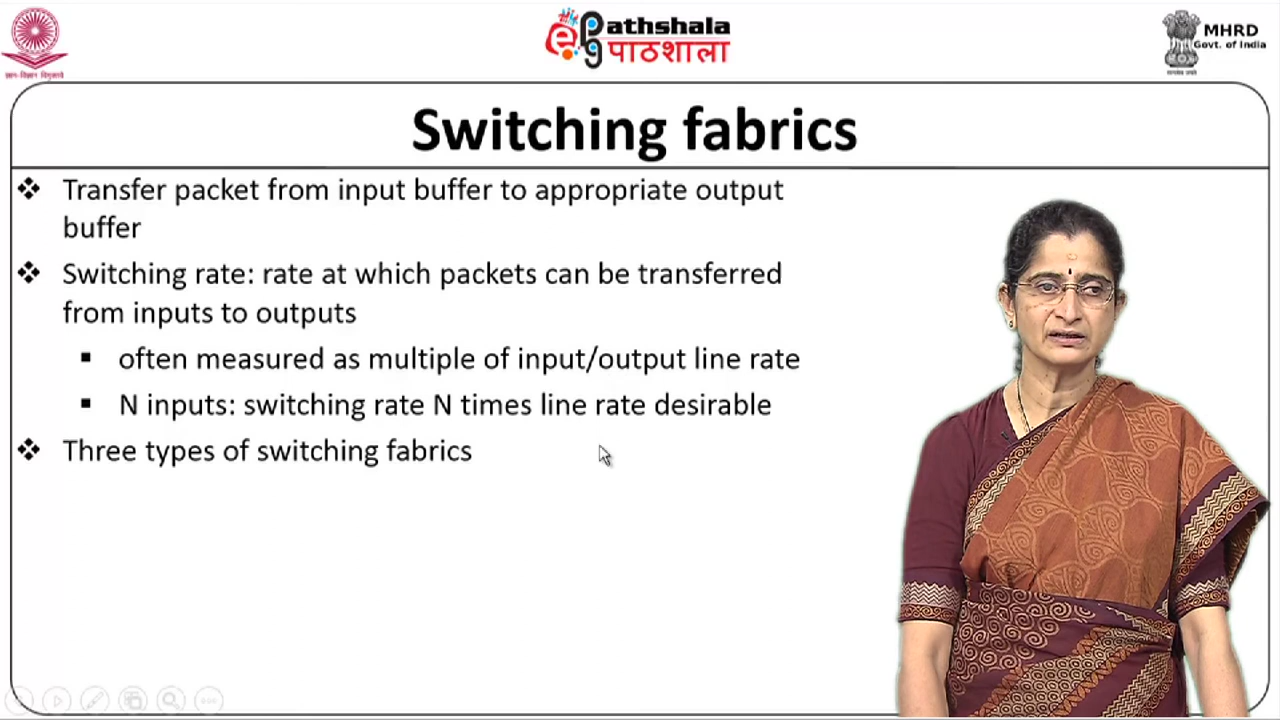 ePG Pathshala
पाठशाला
MHRD
Govt. of India
Switching fabrics
Transfer packet from input buffer to appropriate output
buffer
Switching rate: rate at which packets can be transferred
from inputs to outputs
often measured as multiple of input/output line rate
N inputs: switching rate N times line rate desirable
Three types of switching fabrics